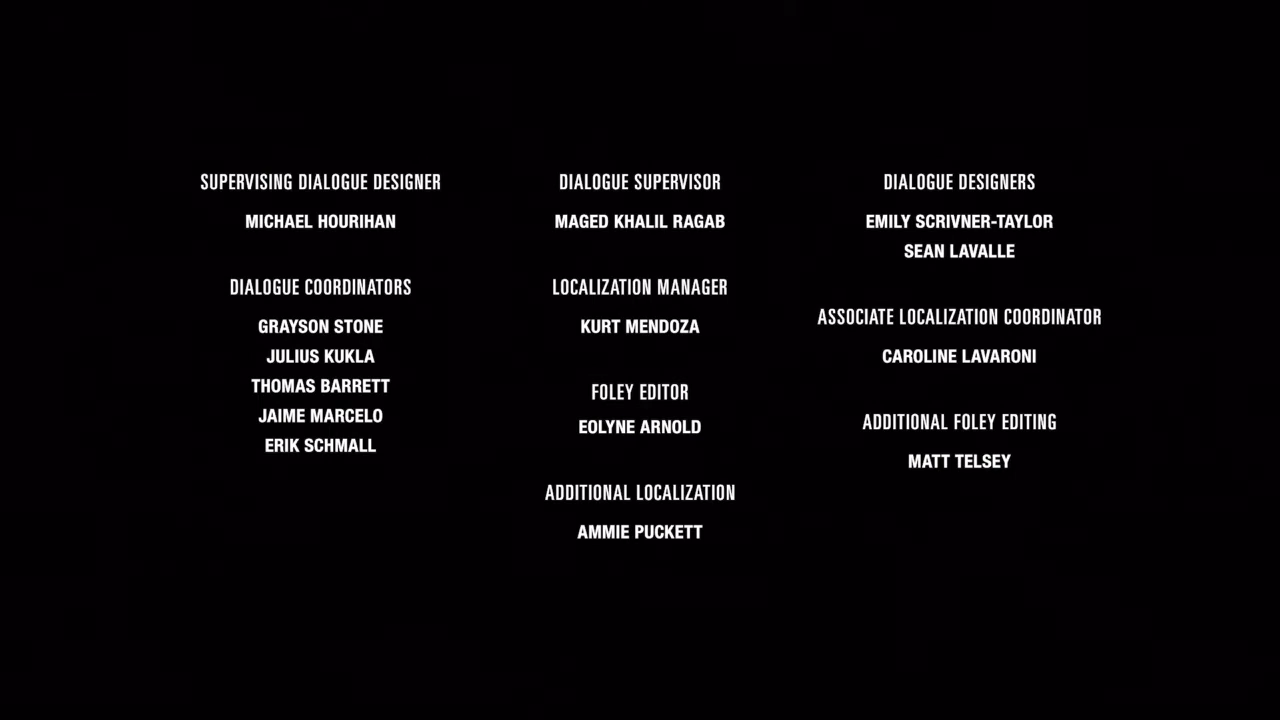 SUPERVISING DIALOGUE DESIGNER
MICHAEL HOURIHAN
DIALOGUE COORDINATORS
GRAYSON STONE
JULIUS KUKLA
THOMAS BARRETT
JAIME MARCELO
ERIK SCHMALL
DIALOGUE SUPERVISOR
MAGED KHALIL RAGAB
LOCALIZATION MANAGER
KURT MENDOZA
FOLEY EDITOR
EOLYNE ARNOLD
ADDITIONAL LOCALIZATION
AMMIE PUCKETT
DIALOGUE DESIGNERS
EMILY SCRIVNER-TAYLOR
SEAN LAVALLE
ASSOCIATE LOCALIZATION COORDINATOR
CAROLINE LAVARONI
ADDITIONAL FOLEY EDITING
MATT TELSEY